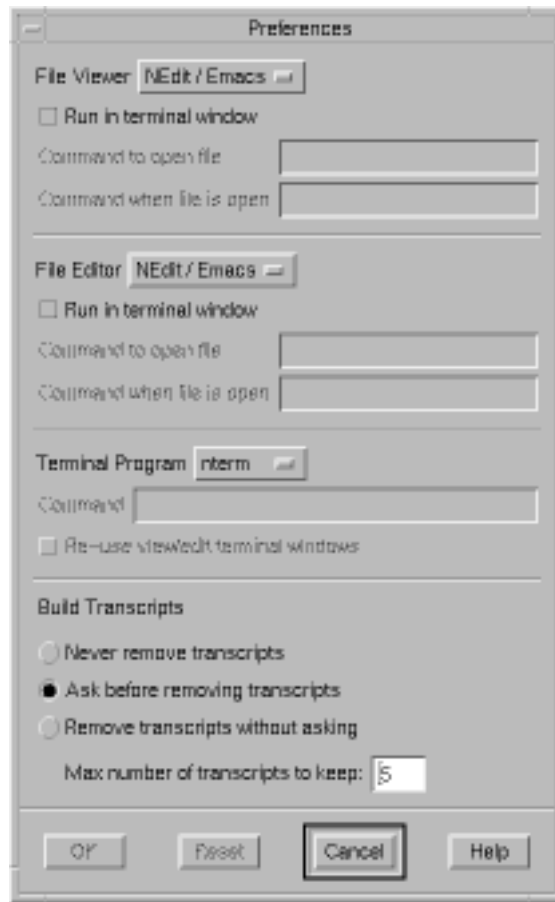 Preferences
File Viewer NEdit / Emacs
Run in terminal window
Command to open file
Command when file is open
File Editor NEdit / Emacs
Run in terminal window
Command to open file
Command when file is open
Terminal Program nterm
Command
Re-use view/edit terminal windows
Build Transcripts
Never remove transcripts
Ask before removing transcripts
Remove transcripts without asking
Max number of transcripts to keep: 5
OK Reset Cancel Help